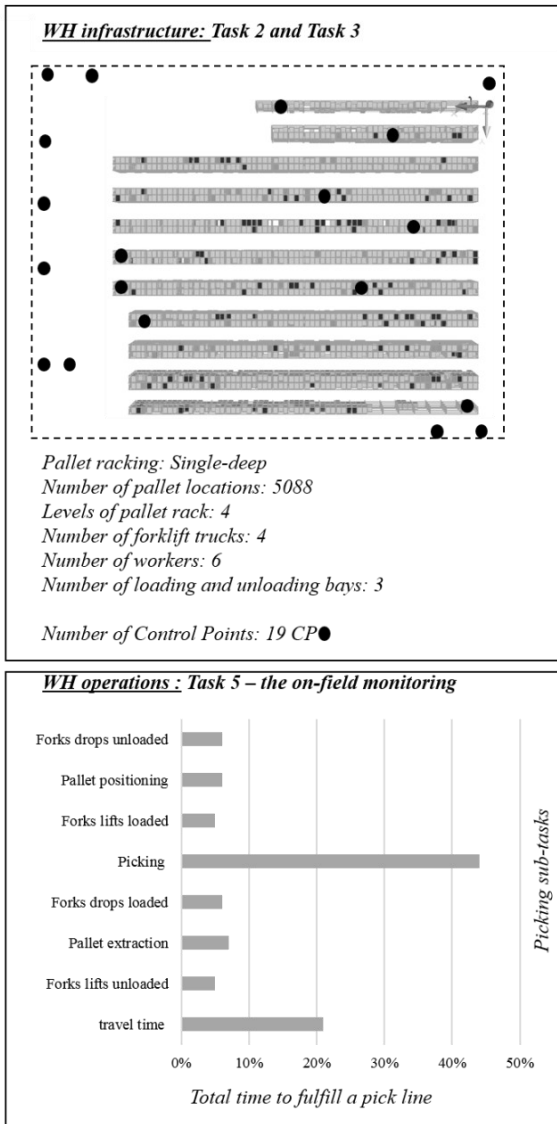 WH infrastructure: Task 2 and Task 3
Pallet racking: Single-deep
Number of pallet locations: 5088
Levels of pallet rack: 4
Number of forklift trucks: 4
Number of workers: 6
Number of loading and unloading bays: 3
Number of Control Points: 19 CP
WH operations : Task 5 – the on-field monitoring
Forks drops unloaded
Pallet positioning
Forks lifts loaded
Picking
Forks drops loaded
Pallet extraction
Forks lifts unloaded
travel time
0% 10% 20% 30% 40% 50%
Total time to fulfill a pick line
Picking sub-tasks